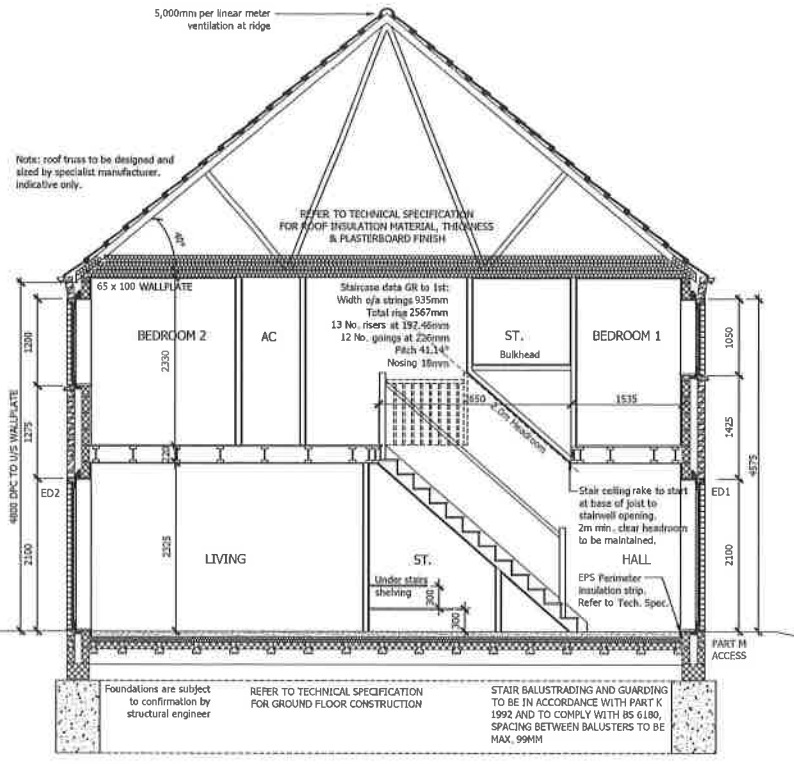 5,000mm per linear meter
ventilation at ridge
Note: roof truss to be designed and
sized by specialist manufacturer.
indicative only.
REFER TO TECHNICAL SPECIFICATION
FOR ROOF INSULATION MATERIAL, THICKNESS
& PLASTERBOARD FINISH
40°
65 x 100 WALLPLATE
Staircase data GR to 1st:
Width o/a strings 935mm
Total rise 2567mm
13 No. risers at 197.46mm
12 No. goings at 226mm
Pitch 41.14°
Nosing 18mm
BEDROOM 2
AC
ST.
Bulkhead
BEDROOM 1
1200
2330
1050
2650
1535
2.0m Headroom
4800 DPC TO U/S WALLPLATE
1275
1425
4575
220
ED2
Stair ceiling rake to start
at base of joist to
stairwell opening.
2m min. clear headroom
to be maintained.
ED1
2100
2325
2100
LIVING
ST.
HALL
Under stairs
shelving
300
300
EPS Perimeter
insulation strip.
Refer to Tech. Spec.
PART M
ACCESS
Foundations are subject
to confirmation by
structural engineer
REFER TO TECHNICAL SPECIFICATION
FOR GROUND FLOOR CONSTRUCTION
STAIR BALUSTRADING AND GUARDING
TO BE IN ACCORDANCE WITH PART K
1992 AND TO COMPLY WITH BS 6180,
SPACING BETWEEN BALUSTERS TO BE
MAX. 99MM